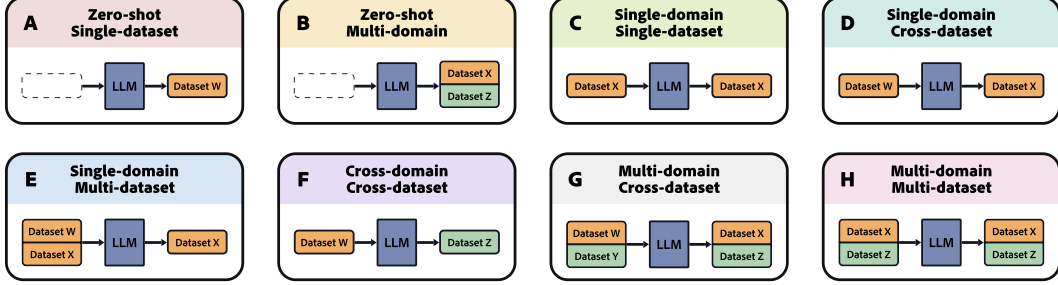 A
Zero-shot
Single-dataset
LLM
Dataset W
B
Zero-shot
Multi-domain
LLM
Dataset X
Dataset Z
C
Single-domain
Single-dataset
Dataset X
LLM
Dataset X
D
Single-domain
Cross-dataset
Dataset W
LLM
Dataset X
E
Single-domain
Multi-dataset
Dataset W
Dataset X
LLM
Dataset X
F
Cross-domain
Cross-dataset
Dataset W
LLM
Dataset Z
G
Multi-domain
Cross-dataset
Dataset W
Dataset Y
LLM
Dataset X
Dataset Z
H
Multi-domain
Multi-dataset
Dataset X
Dataset Z
LLM
Dataset X
Dataset Z